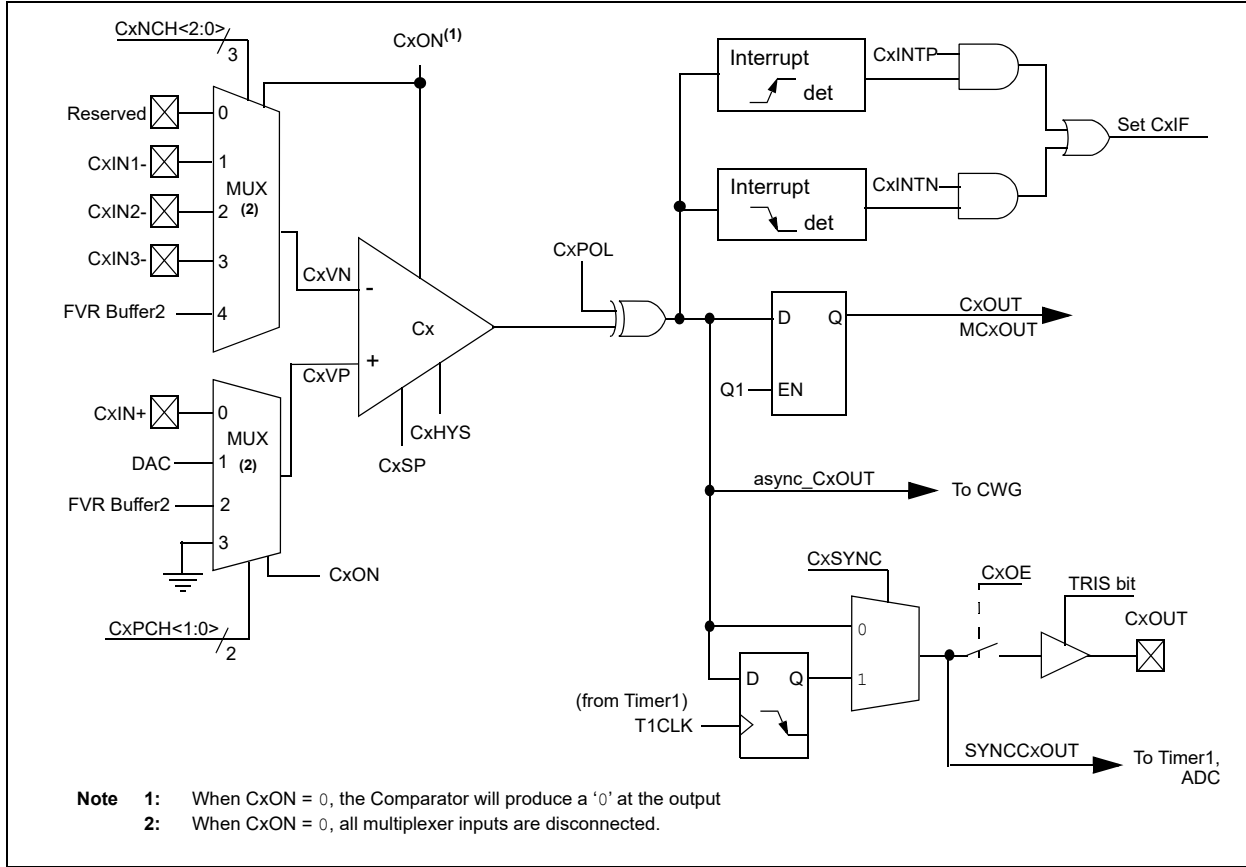 CxNCH<2:0>
3
CxON(1)
Reserved
0
CxIN1-
1
MUX
(2)
CxIN2-
2
CxIN3-
3
FVR Buffer2
4
CxVN
-
Cx
+
CxVP
CxHYS
CxSP
CxIN+
0
MUX
(2)
DAC
1
FVR Buffer2
2
3
CxON
CxPCH<1:0>
2
CxPOL
Interrupt
det
CxINTP
Interrupt
det
CxINTN
Set CxIF
D
Q
Q1
EN
CxOUT
MCxOUT
async_CxOUT
To CWG
CxSYNC
0
1
D
Q
(from Timer1)
T1CLK
CxOE
TRIS bit
CxOUT
SYNCCxOUT
To Timer1,
ADC
Note 1: When CxON = 0, the Comparator will produce a ‘0’ at the output
2: When CxON = 0, all multiplexer inputs are disconnected.